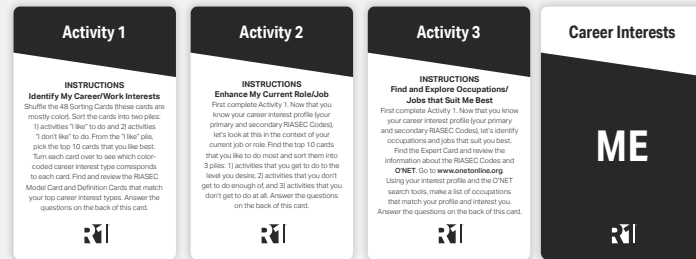 Activity 1
INSTRUCTIONS
Identify My Career/Work Interests
Shuffle the 48 Sorting Cards (these cards are
mostly color). Sort the cards into two piles:
1) activities "I like" to do and 2) activities
"I don't like" to do. From the "I like" pile,
pick the top 10 cards that you like best.
Turn each card over to see which color-
coded career interest type corresponds
to each card. Find and review the RIASEC
Model Card and Definition Cards that match
your top career interest types. Answer the
questions on the back of this card.
R1
Activity 2
INSTRUCTIONS
Enhance My Current Role/Job
First complete Activity 1. Now that you
know your career interest profile (your
primary and secondary RIASEC Codes),
let's look at this in the context of your
current job or role. Find the top 10 cards
that you like to do most and sort them into
3 piles: 1) activities that you get to do to the
level you desire, 2) activities that you don't
get to do enough of, and 3) activities that you
don't get to do at all. Answer the questions
on the back of this card.
R1
Activity 3
INSTRUCTIONS
Find and Explore Occupations/
Jobs that Suit Me Best
First complete Activity 1. Now that you know
your career interest profile (your primary
and secondary RIASEC Codes), let's identify
occupations and jobs that suit you best.
Find the Expert Card and review the
information about the RIASEC Codes and
O'NET. Go to www.onetonline.org.
Using your interest profile and the O'NET
search tools, make a list of occupations
that match your profile and interest you.
Answer the questions on the back of this card.
R1
Career Interests
ME
R1